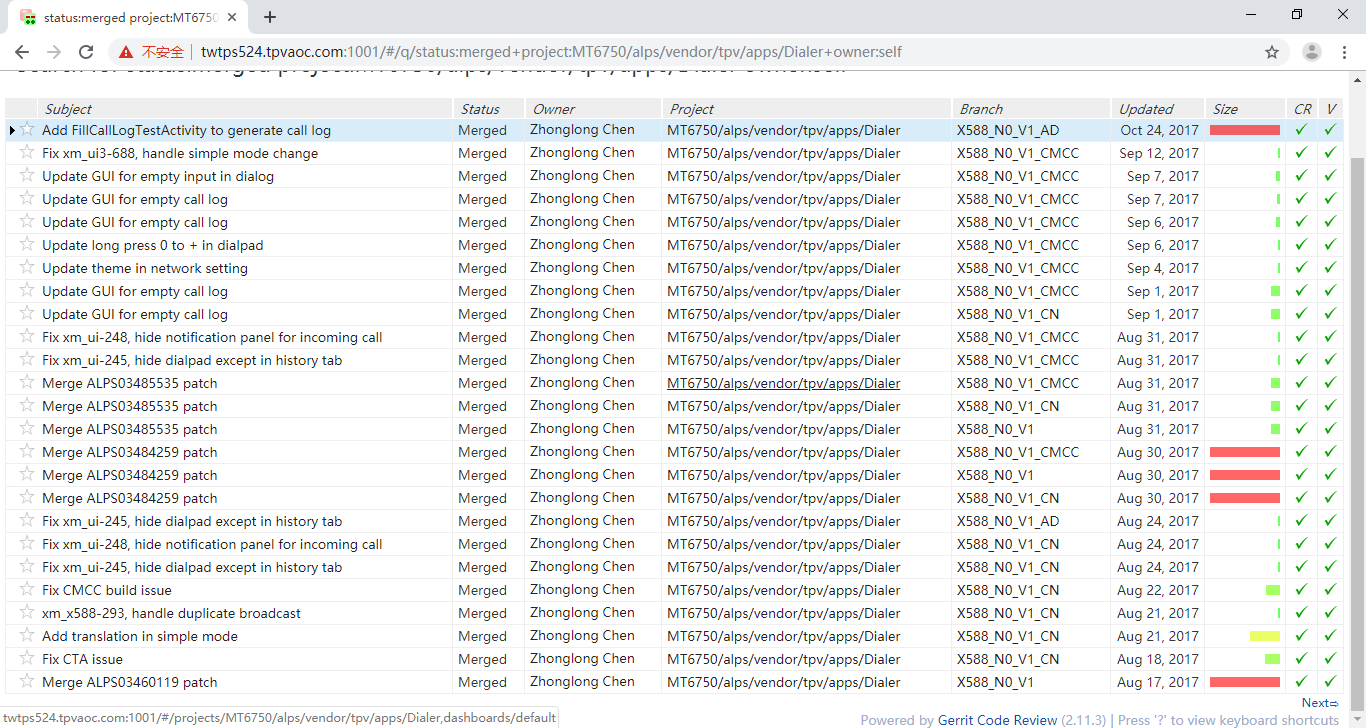 status:merged project:MT6750
不安全 twtps524.tpvaoc.com:1001/#/q/status:merged+project:MT6750/alps/vendor/tpv/apps/Dialer+owner:self
Subject Status Owner Project Branch Updated Size CR V
Add FillCallLogTestActivity to generate call log Merged Zhonglong Chen MT6750/alps/vendor/tpv/apps/Dialer X588_N0_V1_AD Oct 24, 2017
Fix xm_ui3-688, handle simple mode change Merged Zhonglong Chen MT6750/alps/vendor/tpv/apps/Dialer X588_N0_V1_CMCC Sep 12, 2017
Update GUI for empty input in dialog Merged Zhonglong Chen MT6750/alps/vendor/tpv/apps/Dialer X588_N0_V1_CMCC Sep 7, 2017
Update GUI for empty call log Merged Zhonglong Chen MT6750/alps/vendor/tpv/apps/Dialer X588_N0_V1_CMCC Sep 7, 2017
Update GUI for empty call log Merged Zhonglong Chen MT6750/alps/vendor/tpv/apps/Dialer X588_N0_V1_CMCC Sep 6, 2017
Update long press 0 to + in dialpad Merged Zhonglong Chen MT6750/alps/vendor/tpv/apps/Dialer X588_N0_V1_CMCC Sep 6, 2017
Update theme in network setting Merged Zhonglong Chen MT6750/alps/vendor/tpv/apps/Dialer X588_N0_V1_CMCC Sep 4, 2017
Update GUI for empty call log Merged Zhonglong Chen MT6750/alps/vendor/tpv/apps/Dialer X588_N0_V1_CMCC Sep 1, 2017
Update GUI for empty call log Merged Zhonglong Chen MT6750/alps/vendor/tpv/apps/Dialer X588_N0_V1_CN Sep 1, 2017
Fix xm_ui-248, hide notification panel for incoming call Merged Zhonglong Chen MT6750/alps/vendor/tpv/apps/Dialer X588_N0_V1_CMCC Aug 31, 2017
Fix xm_ui-245, hide dialpad except in history tab Merged Zhonglong Chen MT6750/alps/vendor/tpv/apps/Dialer X588_N0_V1_CMCC Aug 31, 2017
Merge ALPS03485535 patch Merged Zhonglong Chen MT6750/alps/vendor/tpv/apps/Dialer X588_N0_V1_CMCC Aug 31, 2017
Merge ALPS03485535 patch Merged Zhonglong Chen MT6750/alps/vendor/tpv/apps/Dialer X588_N0_V1_CN Aug 31, 2017
Merge ALPS03485535 patch Merged Zhonglong Chen MT6750/alps/vendor/tpv/apps/Dialer X588_N0_V1 Aug 31, 2017
Merge ALPS03484259 patch Merged Zhonglong Chen MT6750/alps/vendor/tpv/apps/Dialer X588_N0_V1_CMCC Aug 30, 2017
Merge ALPS03484259 patch Merged Zhonglong Chen MT6750/alps/vendor/tpv/apps/Dialer X588_N0_V1 Aug 30, 2017
Merge ALPS03484259 patch Merged Zhonglong Chen MT6750/alps/vendor/tpv/apps/Dialer X588_N0_V1_CN Aug 30, 2017
Fix xm_ui-245, hide dialpad except in history tab Merged Zhonglong Chen MT6750/alps/vendor/tpv/apps/Dialer X588_N0_V1_AD Aug 24, 2017
Fix xm_ui-248, hide notification panel for incoming call Merged Zhonglong Chen MT6750/alps/vendor/tpv/apps/Dialer X588_N0_V1_CN Aug 24, 2017
Fix xm_ui-245, hide dialpad except in history tab Merged Zhonglong Chen MT6750/alps/vendor/tpv/apps/Dialer X588_N0_V1_CN Aug 24, 2017
Fix CMCC build issue Merged Zhonglong Chen MT6750/alps/vendor/tpv/apps/Dialer X588_N0_V1_CN Aug 22, 2017
xm_x588-293, handle duplicate broadcast Merged Zhonglong Chen MT6750/alps/vendor/tpv/apps/Dialer X588_N0_V1_CN Aug 21, 2017
Add translation in simple mode Merged Zhonglong Chen MT6750/alps/vendor/tpv/apps/Dialer X588_N0_V1_CN Aug 21, 2017
Fix CTA issue Merged Zhonglong Chen MT6750/alps/vendor/tpv/apps/Dialer X588_N0_V1_CN Aug 18, 2017
Merge ALPS03460119 patch Merged Zhonglong Chen MT6750/alps/vendor/tpv/apps/Dialer X588_N0_V1 Aug 17, 2017
Next⇨
twtps524.tpvaoc.com:1001/#/projects/MT6750/alps/vendor/tpv/apps/Dialer,dashboards/default
Powered by Gerrit Code Review (2.11.3) | Press '?' to view keyboard shortcuts